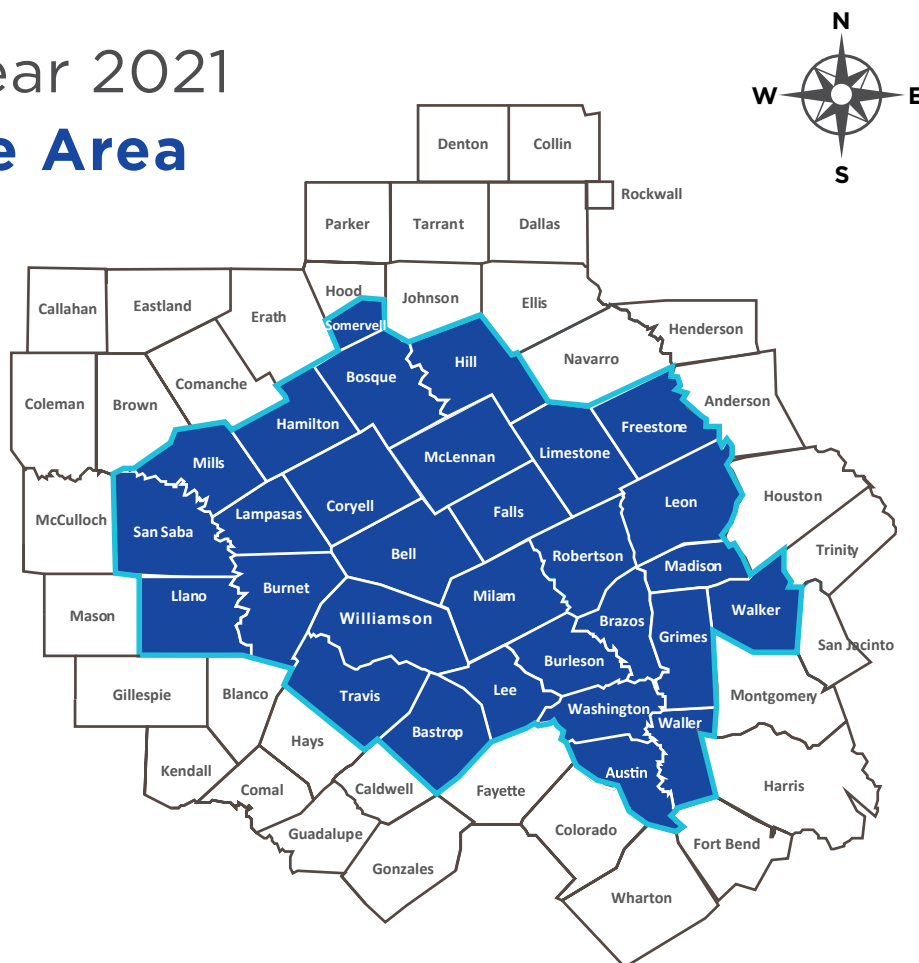 N
ear 2021
W E
e Area
S
Denton Collin
Rockwall
Parker Tarrant Dallas
Hood
Callahan Eastland Erath Johnson Ellis
Somervell
Henderson
Navarro
Hill
Bosque
Comanche
Coleman Brown
Anderson
Hamilton
Freestone
McLennan Limestone
Mills
Houston
Leon
Coryell
Lampasas Falls
McCulloch San Saba
Trinity
Bell Robertson
Madison
Llano Burnet Milam
Mason Williamson Brazos Walker
Grimes
San Jacinto
Burleson
Gillespie Blanco Travis Lee Montgomery
Washington
Waller
Bastrop
Hays
Kendall Austin
Comal Caldwell Fayette Harris
Colorado
Guadalupe Fort Bend
Gonzales
Wharton